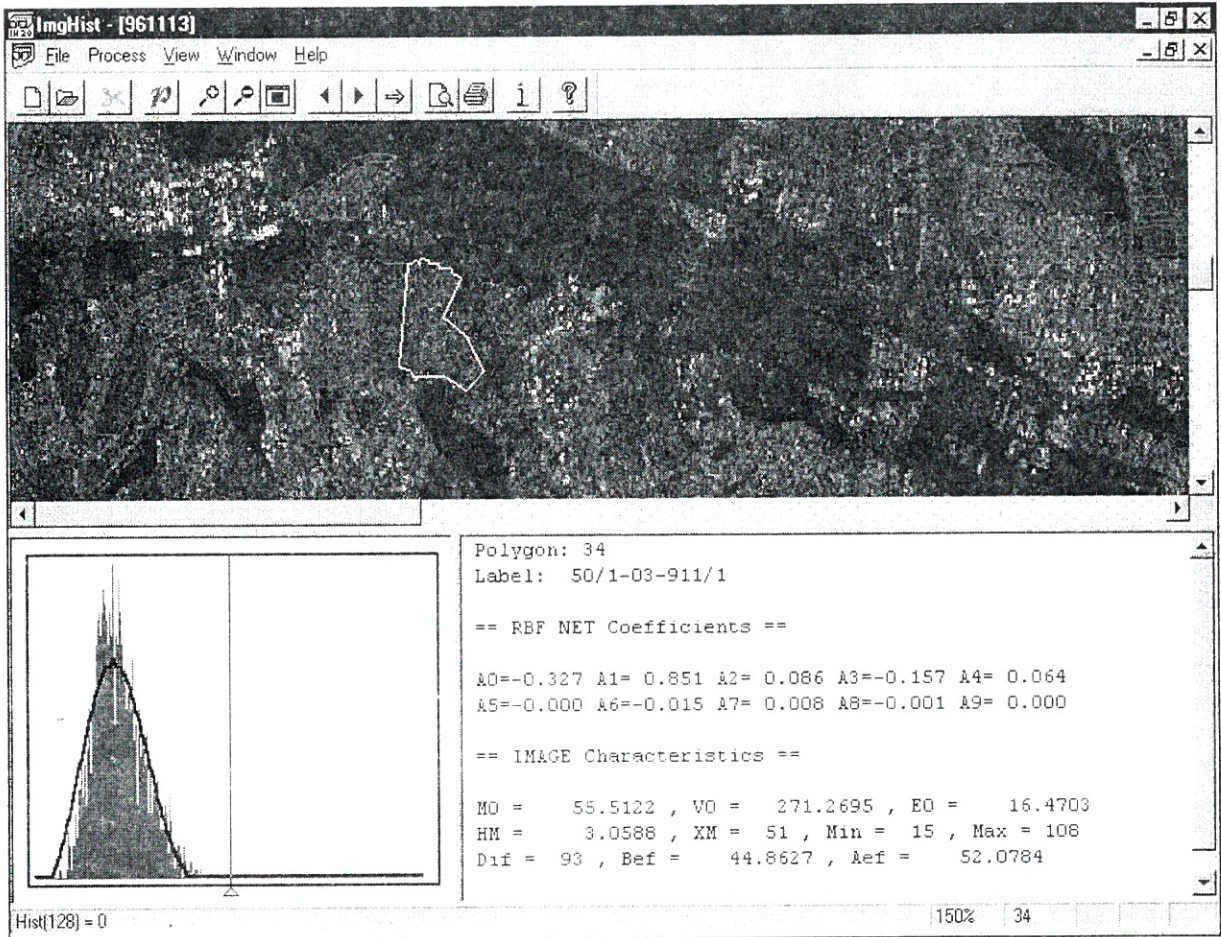 ImgHist - [961113]
File Process View Window Help
Polygon: 34
Label: 50/1-03-911/1
== RBF NET Coefficients ==
A0=-0.327 A1= 0.851 A2= 0.086 A3=-0.157 A4= 0.064
A5=-0.000 A6=-0.015 A7= 0.008 A8=-0.001 A9= 0.000
== IMAGE Characteristics ==
MO = 55.5122 , VO = 271.2695 , EO = 16.4703
HM = 3.0588 , XM = 51 , Min = 15 , Max = 108
Dif = 93 , Bef = 44.8627 , Aef = 52.0784
Hist[128] = 0 150% 34